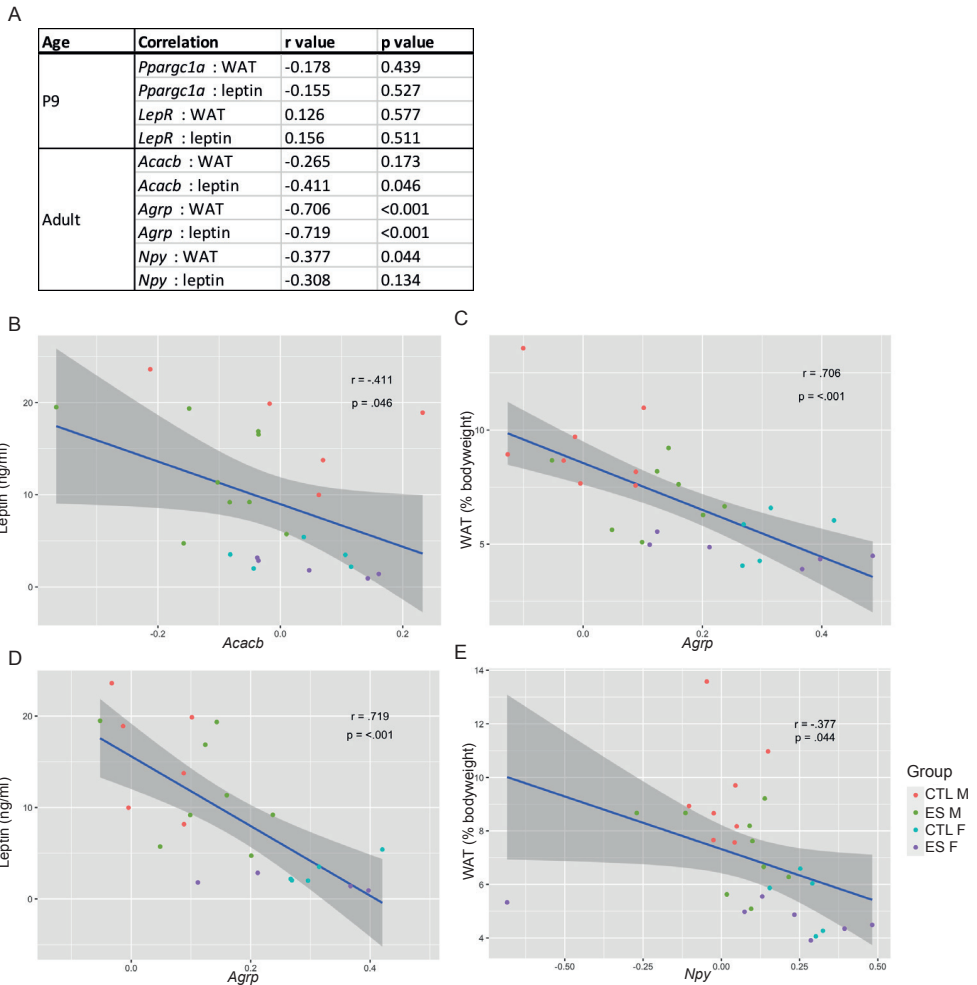 A
Age Correlation r value p value
P9
Ppargc1a : WAT -0.178 0.439
Ppargc1a : leptin -0.155 0.527
LepR : WAT 0.126 0.577
LepR : leptin 0.156 0.511
Adult
Acacb : WAT -0.265 0.173
Acacb : leptin -0.411 0.046
Agrp : WAT -0.706 <0.001
Agrp : leptin -0.719 <0.001
Npy : WAT -0.377 0.044
Npy : leptin -0.308 0.134
B
r = -.411
p = .046
20
10
0
Leptin (ng/ml)
-0.2 0.0 0.2
Acacb
C
r = .706
p = <.001
10
5
WAT (% bodyweight)
0.0 0.2 0.4
Agrp
D
r = .719
p = <.001
20
10
0
Leptin (ng/ml)
0.0 0.2 0.4
Agrp
E
r = -.377
p = .044
14
12
10
8
6
4
WAT (% bodyweight)
-0.50 -0.25 0.00 0.25 0.50
Npy
Group
CTL M
ES M
CTL F
ES F